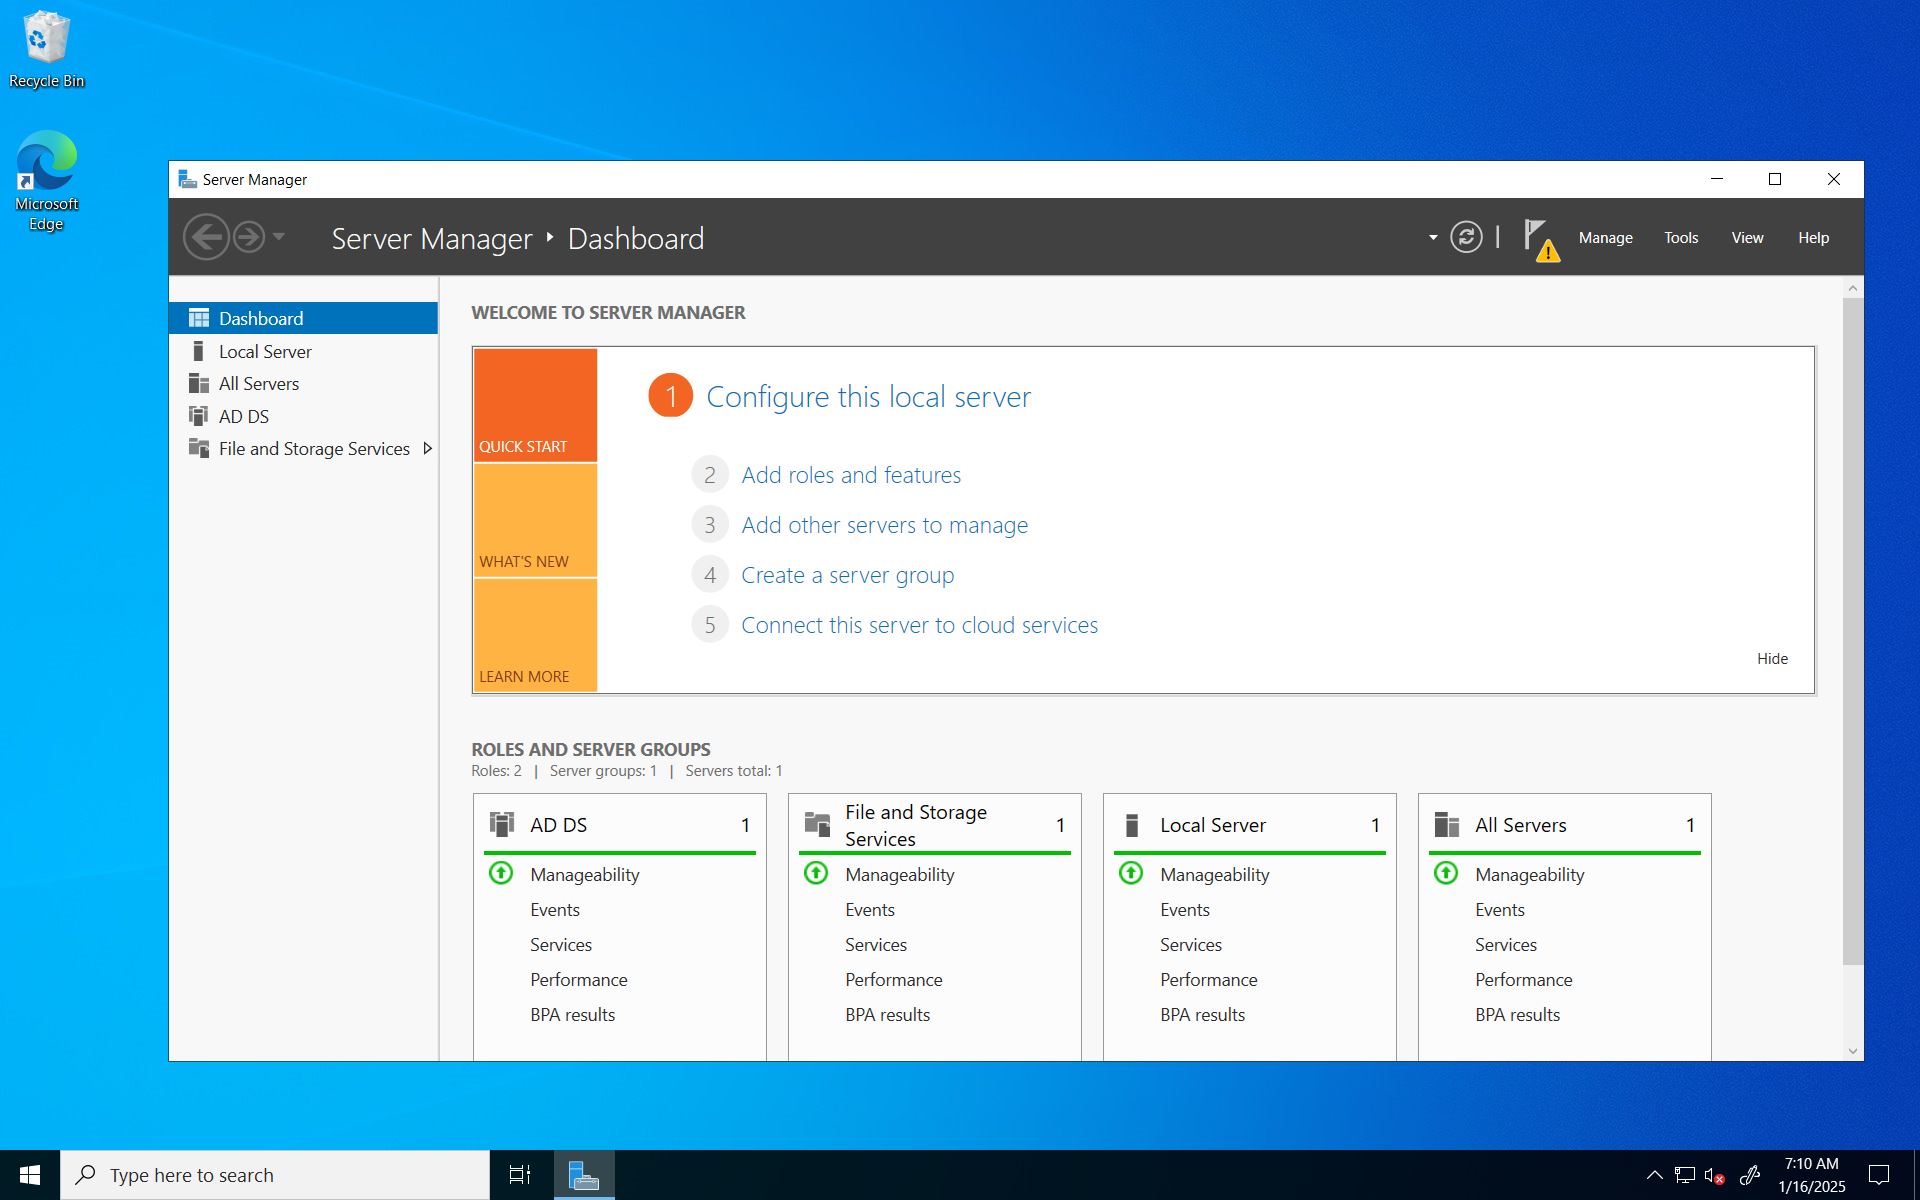 Recycle Bin
Microsoft
Edge
Server Manager
Server Manager Dashboard
Manage Tools View Help
Dashboard
Local Server
All Servers
AD DS
File and Storage Services
WELCOME TO SERVER MANAGER
QUICK START
WHAT'S NEW
LEARN MORE
1 Configure this local server
2 Add roles and features
3 Add other servers to manage
4 Create a server group
5 Connect this server to cloud services
Hide
ROLES AND SERVER GROUPS
Roles: 2 | Server groups: 1 | Servers total: 1
AD DS 1
Manageability
Events
Services
Performance
BPA results
File and Storage
Services 1
Manageability
Events
Services
Performance
BPA results
Local Server 1
Manageability
Events
Services
Performance
BPA results
All Servers 1
Manageability
Events
Services
Performance
BPA results
Type here to search
7:10 AM
1/16/2025